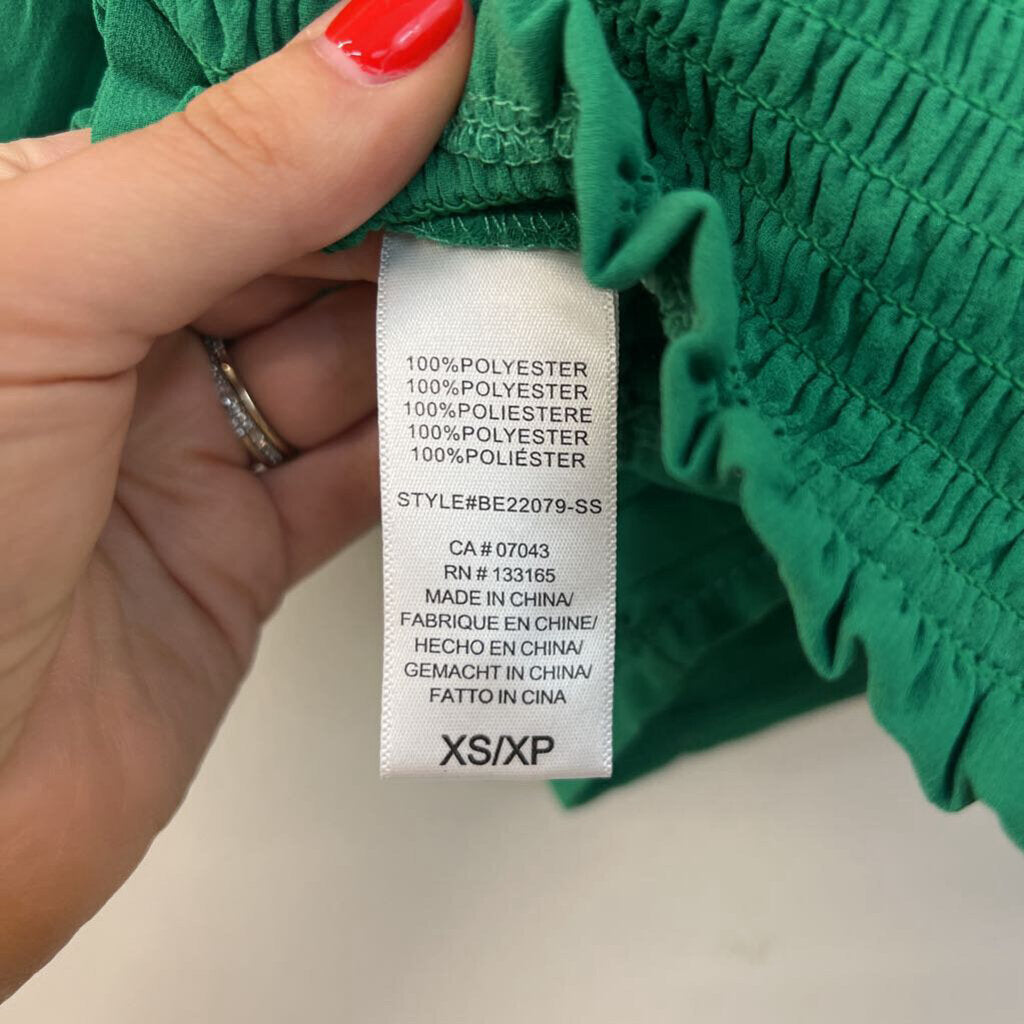 100%POLYESTER
100%POLYESTER
100%POLIESTERE
100%POLYESTER
100%POLIÉSTER
STYLE#BE22079-SS
CA # 07043
RN # 133165
MADE IN CHINA/
FABRIQUE EN CHINE/
HECHO EN CHINA/
GEMACHT IN CHINA/
FATTO IN CINA
XS/XP